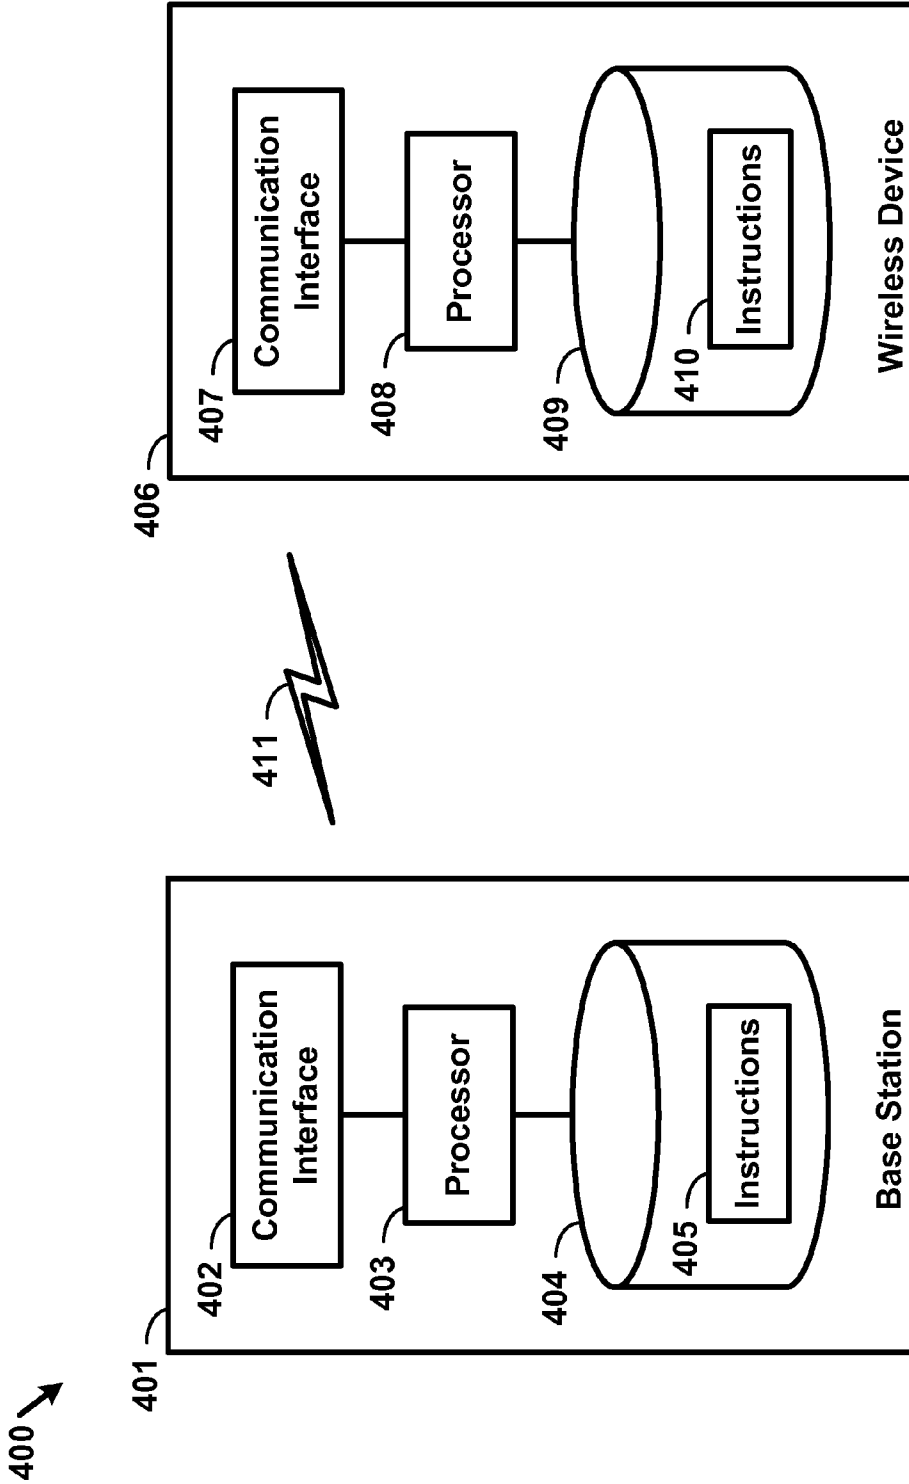 400
401
402
Communication
Interface
403
Processor
404
405
Instructions
Base Station
411
406
407
Communication
Interface
408
Processor
409
410
Instructions
Wireless Device